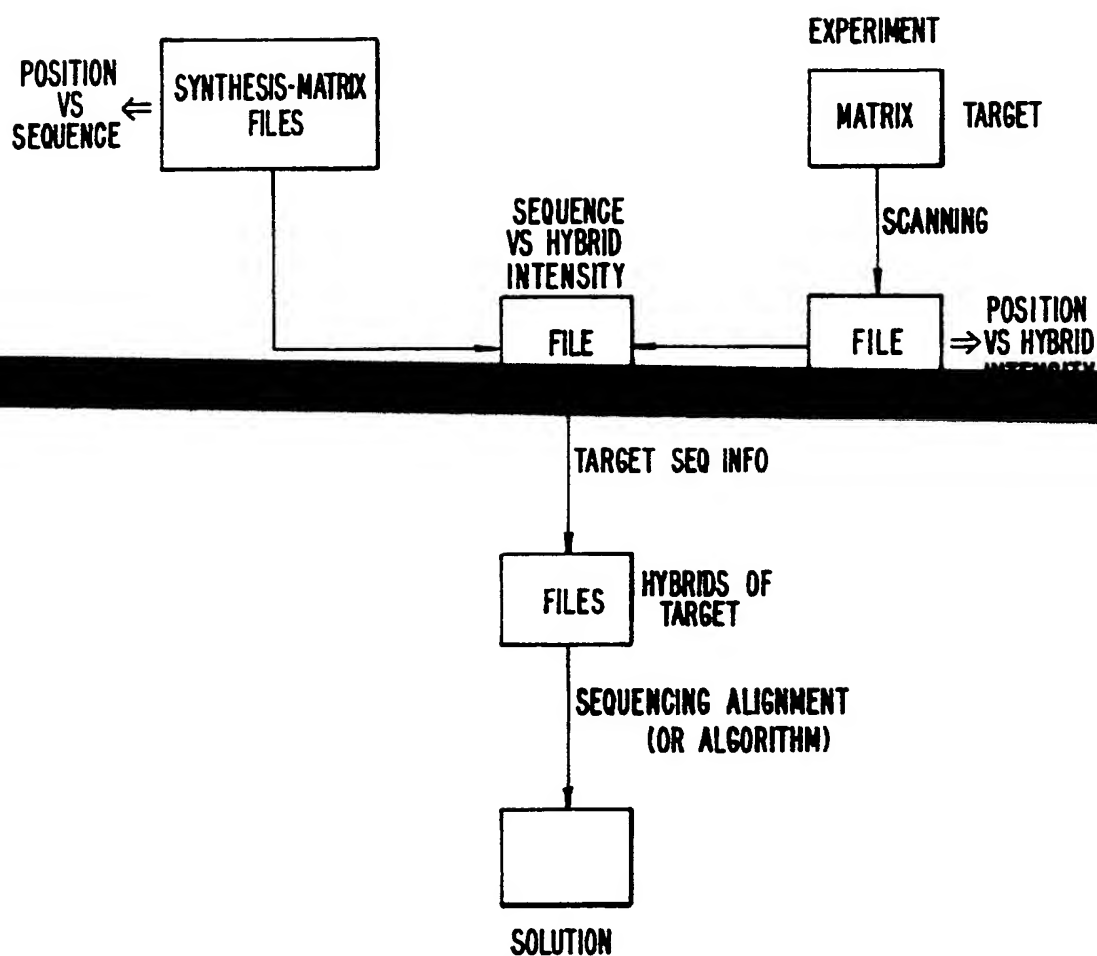 EXPERIMENT
POSITION
VS
SEQUENCE
SYNTHESIS-MATRIX
FILES
MATRIX
TARGET
SCANNING
SEQUENCE
VS HYBRID
INTENSITY
FILE
FILE
POSITION
VS HYBRID
INTENSITY
TARGET SEQ INFO
FILES
HYBRIDS OF
TARGET
SEQUENCING ALIGNMENT
(OR ALGORITHM)
SOLUTION